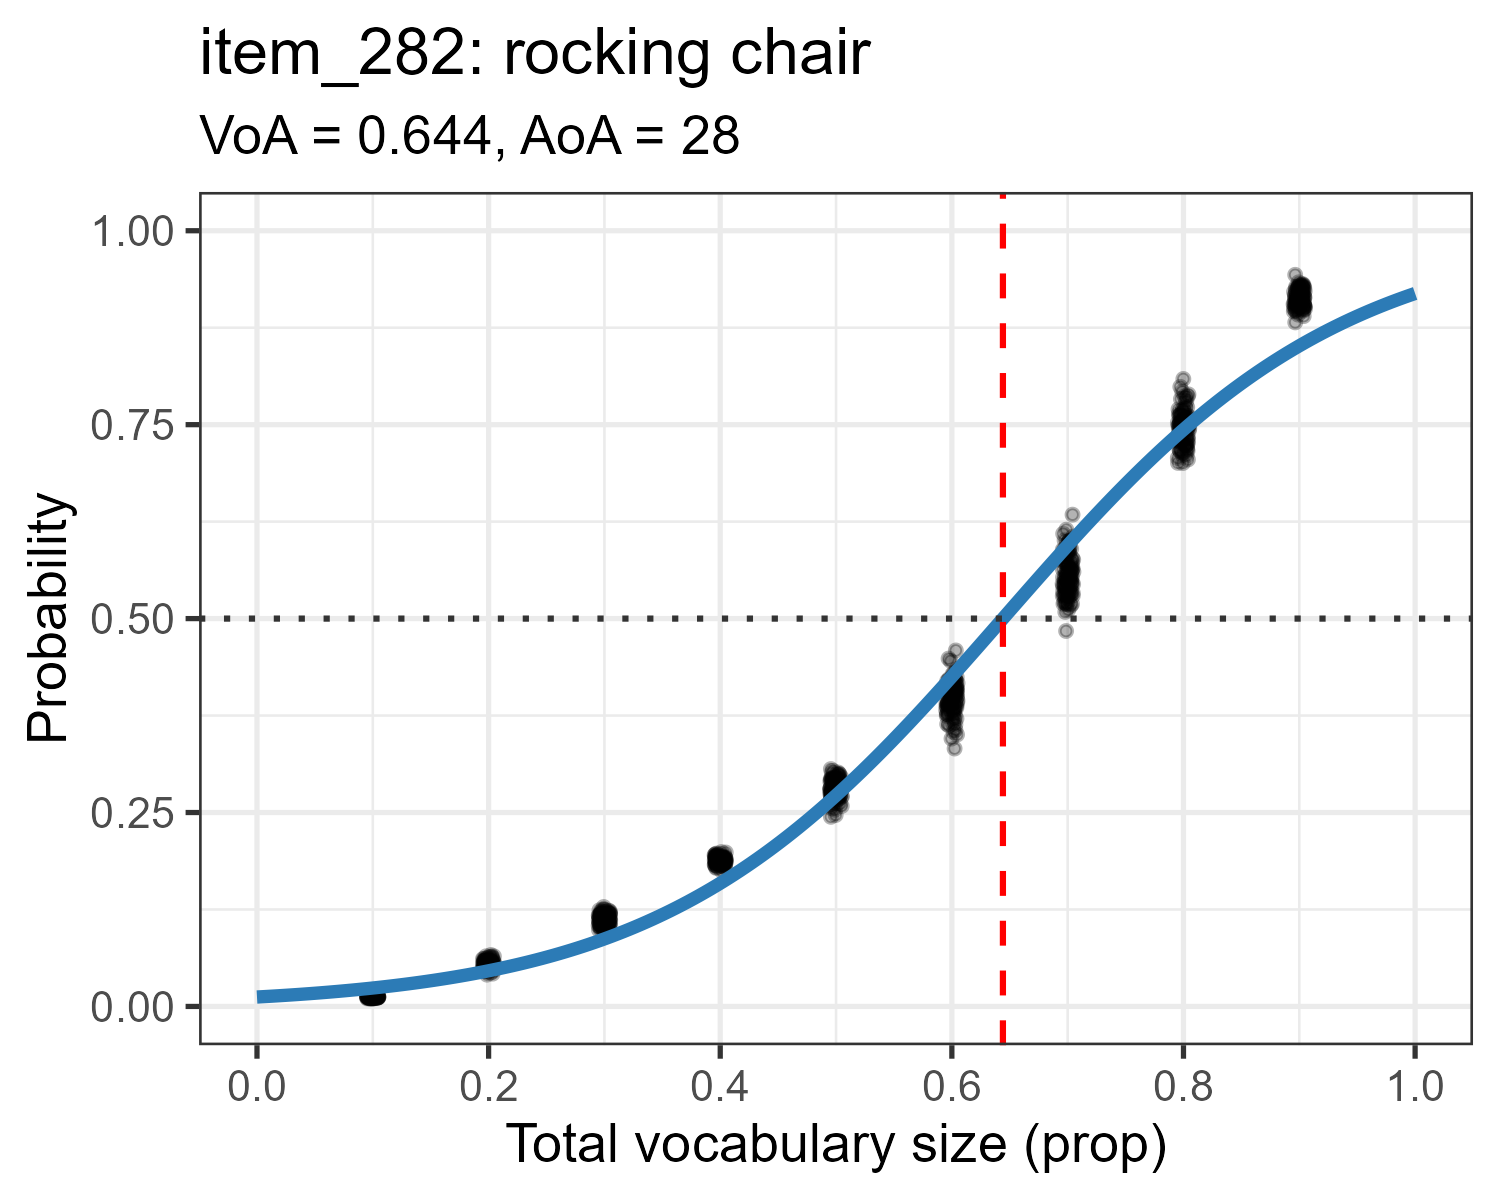 item_282: rocking chair
VoA = 0.644, AoA = 28
1.00
0.75
0.50
0.25
0.00
Probability
0.0 0.2 0.4 0.6 0.8 1.0
Total vocabulary size (prop)